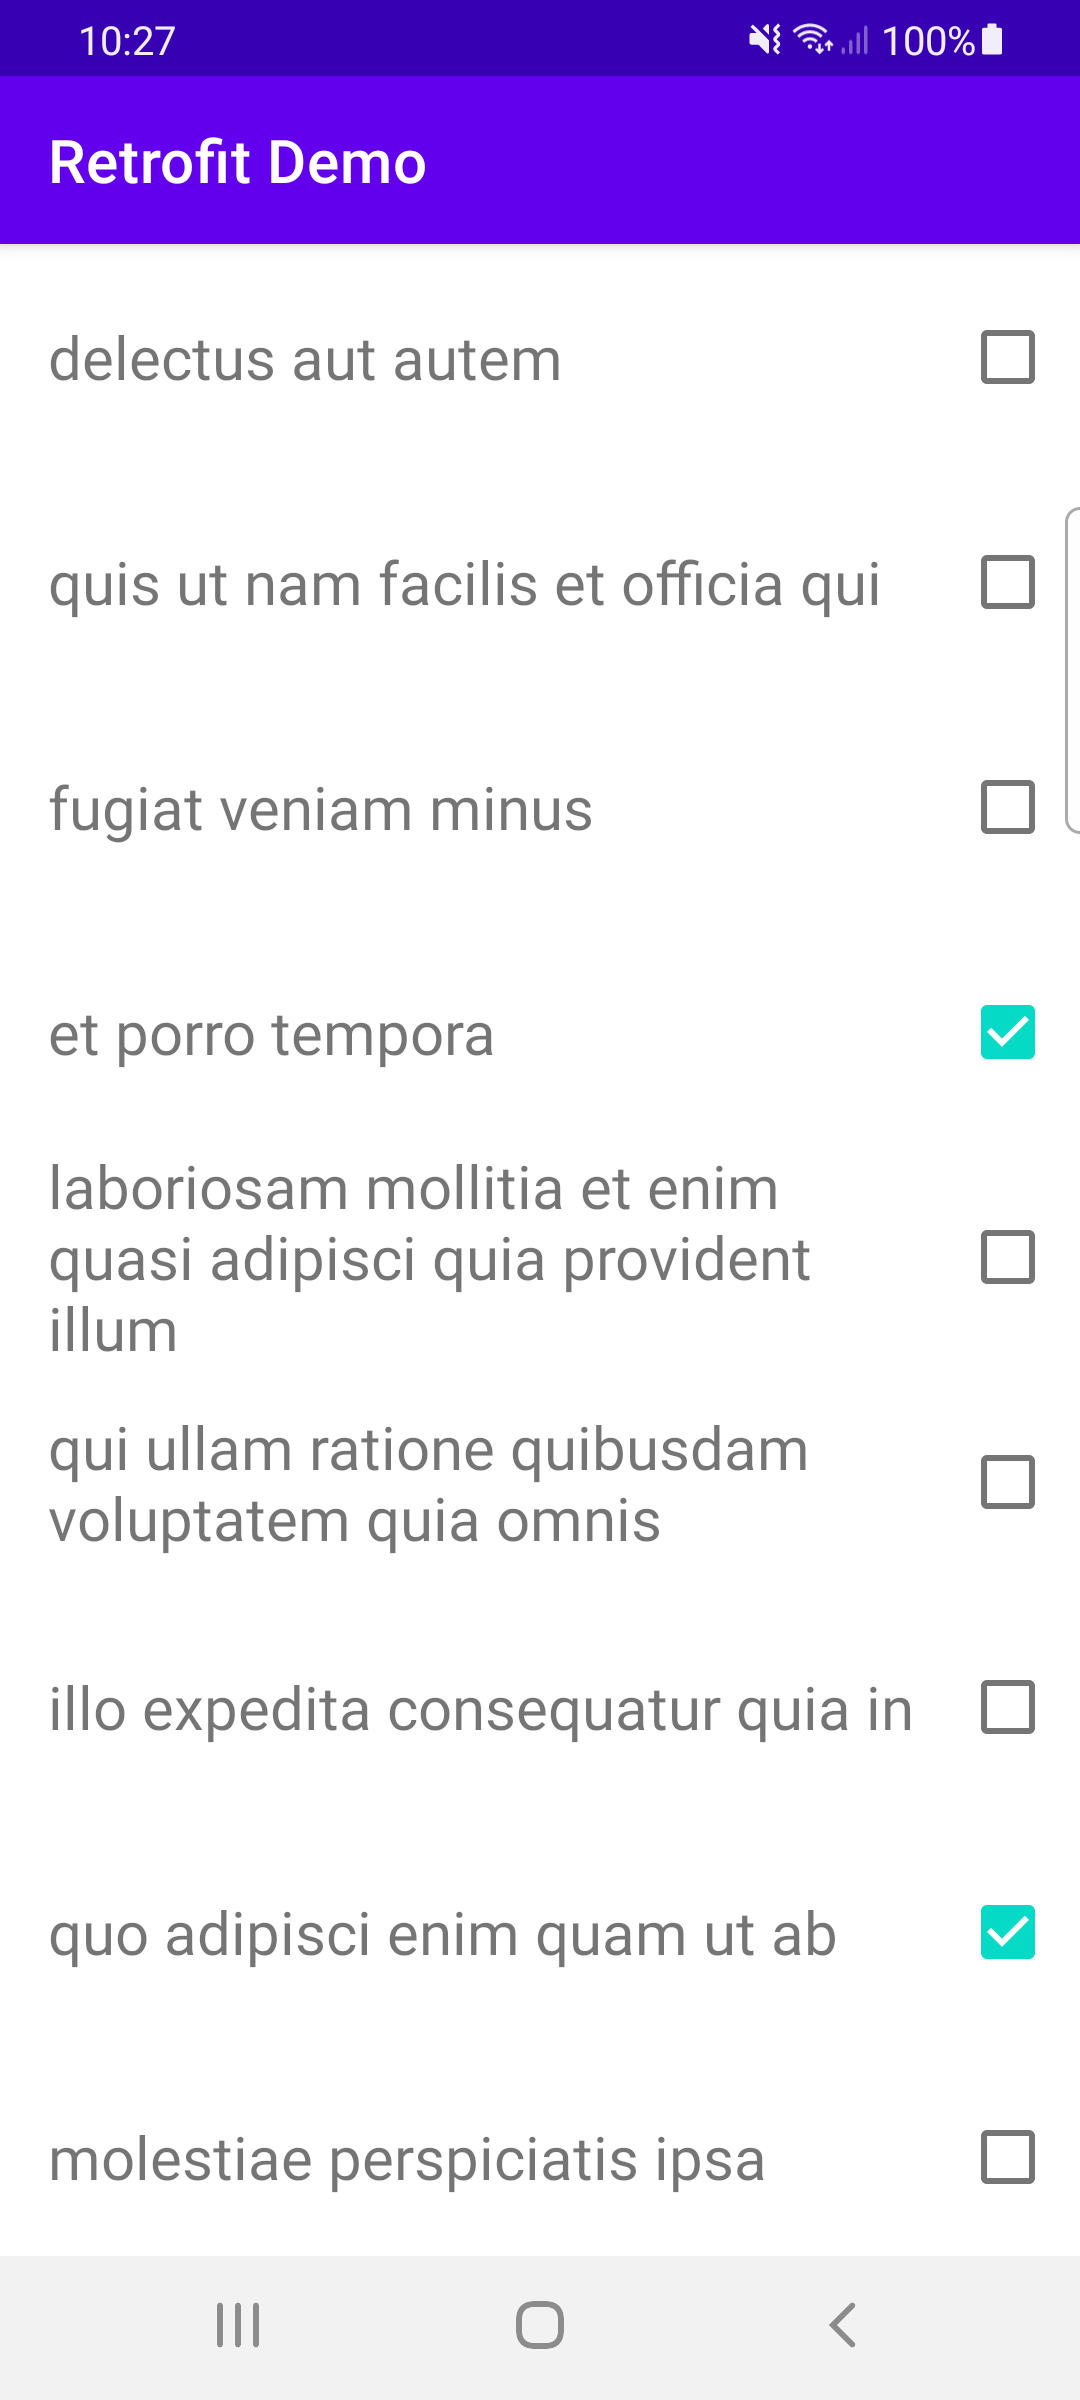 10:27 100%
Retrofit Demo
delectus aut autem
quis ut nam facilis et officia qui
fugiat veniam minus
et porro tempora
laboriosam mollitia et enim
quasi adipisci quia provident
illum
qui ullam ratione quibusdam
voluptatem quia omnis
illo expedita consequatur quia in
quo adipisci enim quam ut ab
molestiae perspiciatis ipsa